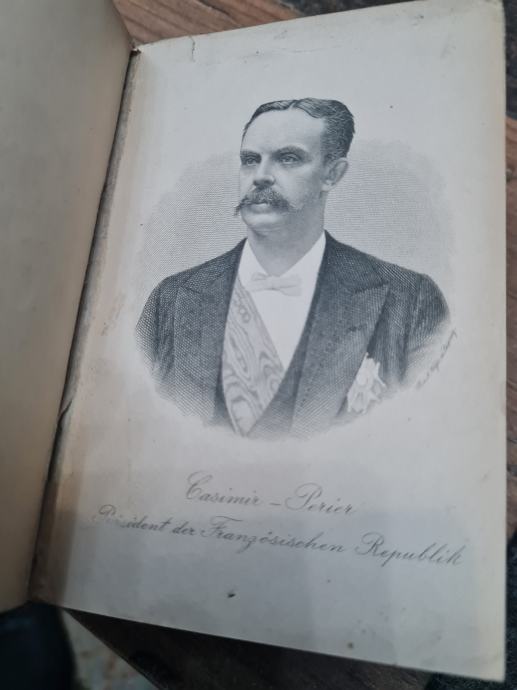 Casimir – Perier
Präsident der Französischen Republik